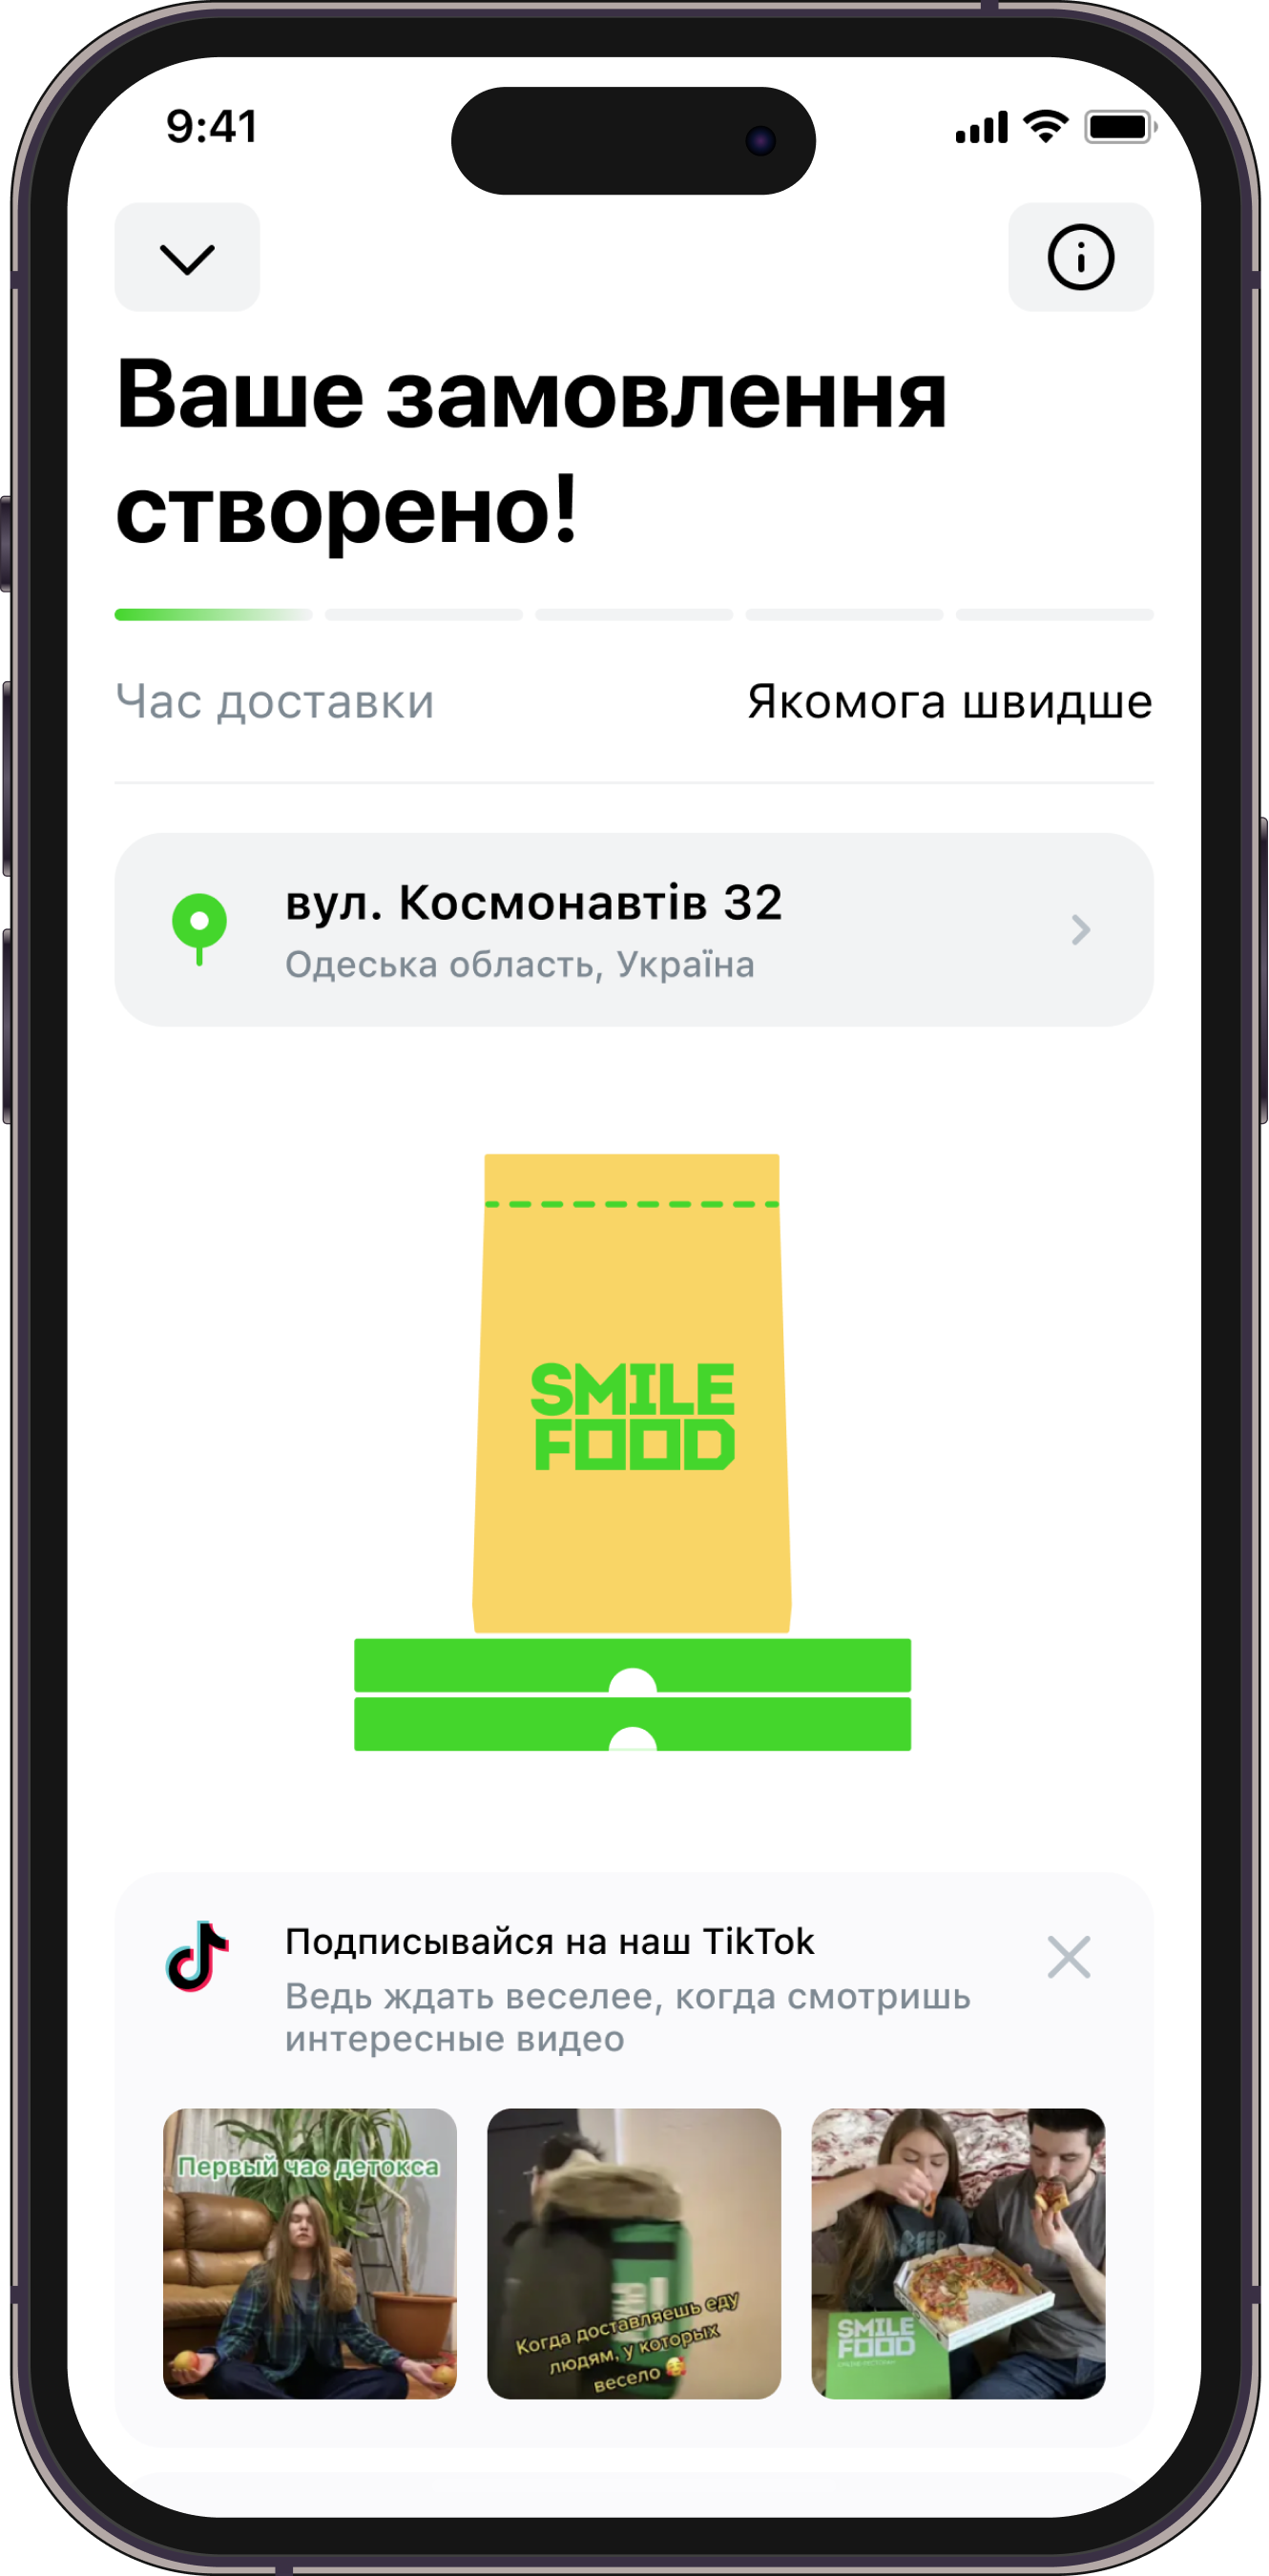 9:41
Ваше замовлення
створено!
Час доставки
Якомога швидше
вул. Космонавтів 32
Одеська область, Україна
SMILE
FOOD
Подписывайся на наш TikTok
Ведь ждать веселее, когда смотришь
интересные видео
Первый час детокса
Когда доставляешь еду
людям, у которых
весело 🥰
BEER
SMILE
FOOD